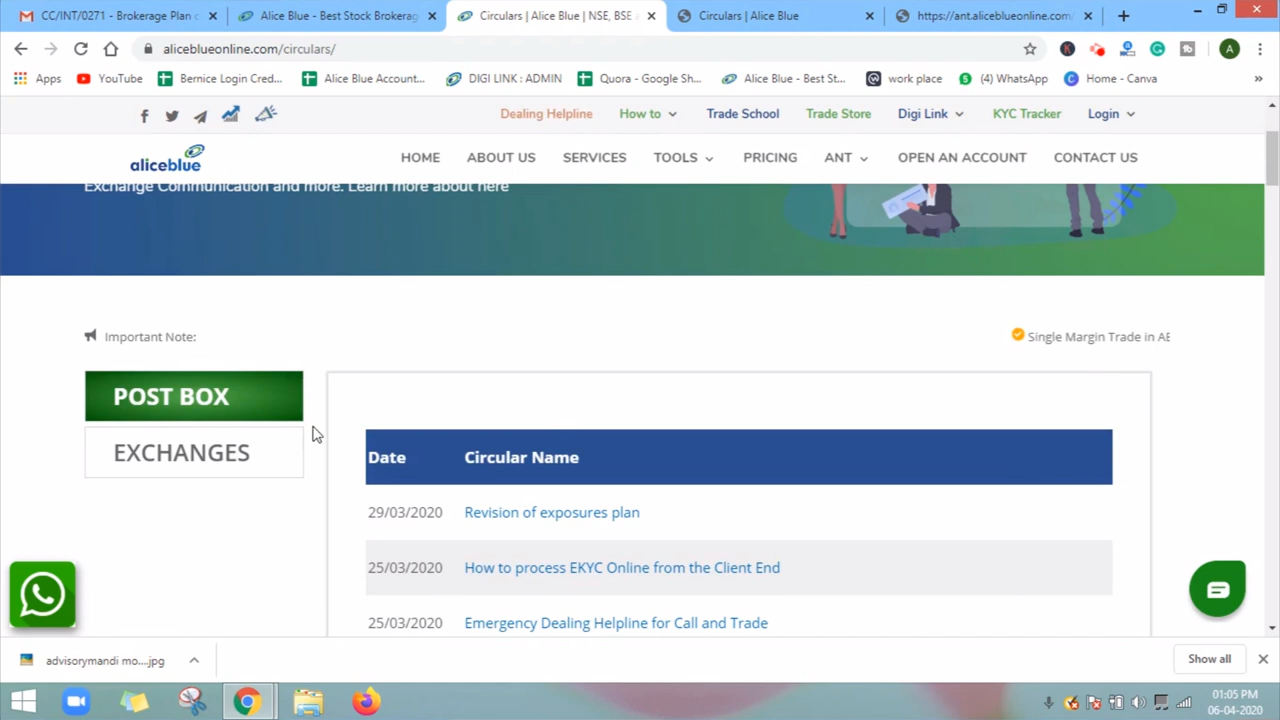 CC/INT/0271 - Brokerage Plan c
Alice Blue - Best Stock Brokerag
Circulars | Alice Blue | NSE, BSE a
Circulars | Alice Blue
https://ant.aliceblueonline.com/
aliceblueonline.com/circulars/
A
Apps
YouTube
Bernice Login Cred...
Alice Blue Account...
DIGI LINK : ADMIN
Quora - Google Sh...
Alice Blue - Best St...
work place
(4) WhatsApp
Home - Canva
»
Dealing Helpline
How to
Trade School
Trade Store
Digi Link
KYC Tracker
Login
aliceblue
HOME
ABOUT US
SERVICES
TOOLS
PRICING
ANT
OPEN AN ACCOUNT
CONTACT US
Exchange Communication and more. Learn more about here
Important Note:
Single Margin Trade in AE
POST BOX
EXCHANGES
Date Circular Name
29/03/2020 Revision of exposures plan
25/03/2020 How to process EKYC Online from the Client End
25/03/2020 Emergency Dealing Helpline for Call and Trade
advisorymandi mo....jpg
Show all
01:05 PM
06-04-2020